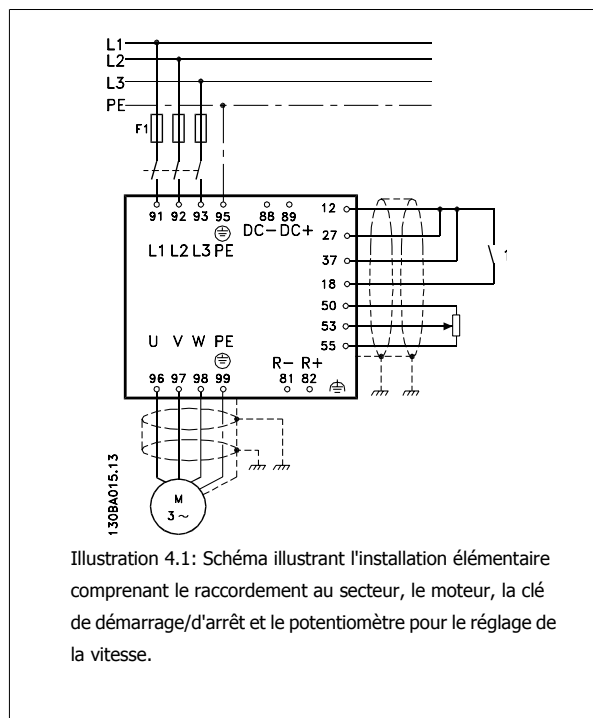 L1
L2
L3
PE
F1
91 92 93 95 88 89
DC- DC+
L1 L2 L3 PE
12
27
37
18
50
53
55
U V W PE
R- R+
96 97 98 99 81 82
M
3~
130BA015.13
Illustration 4.1: Schéma illustrant l'installation élémentaire
comprenant le raccordement au secteur, le moteur, la clé
de démarrage/d'arrêt et le potentiomètre pour le réglage de
la vitesse.